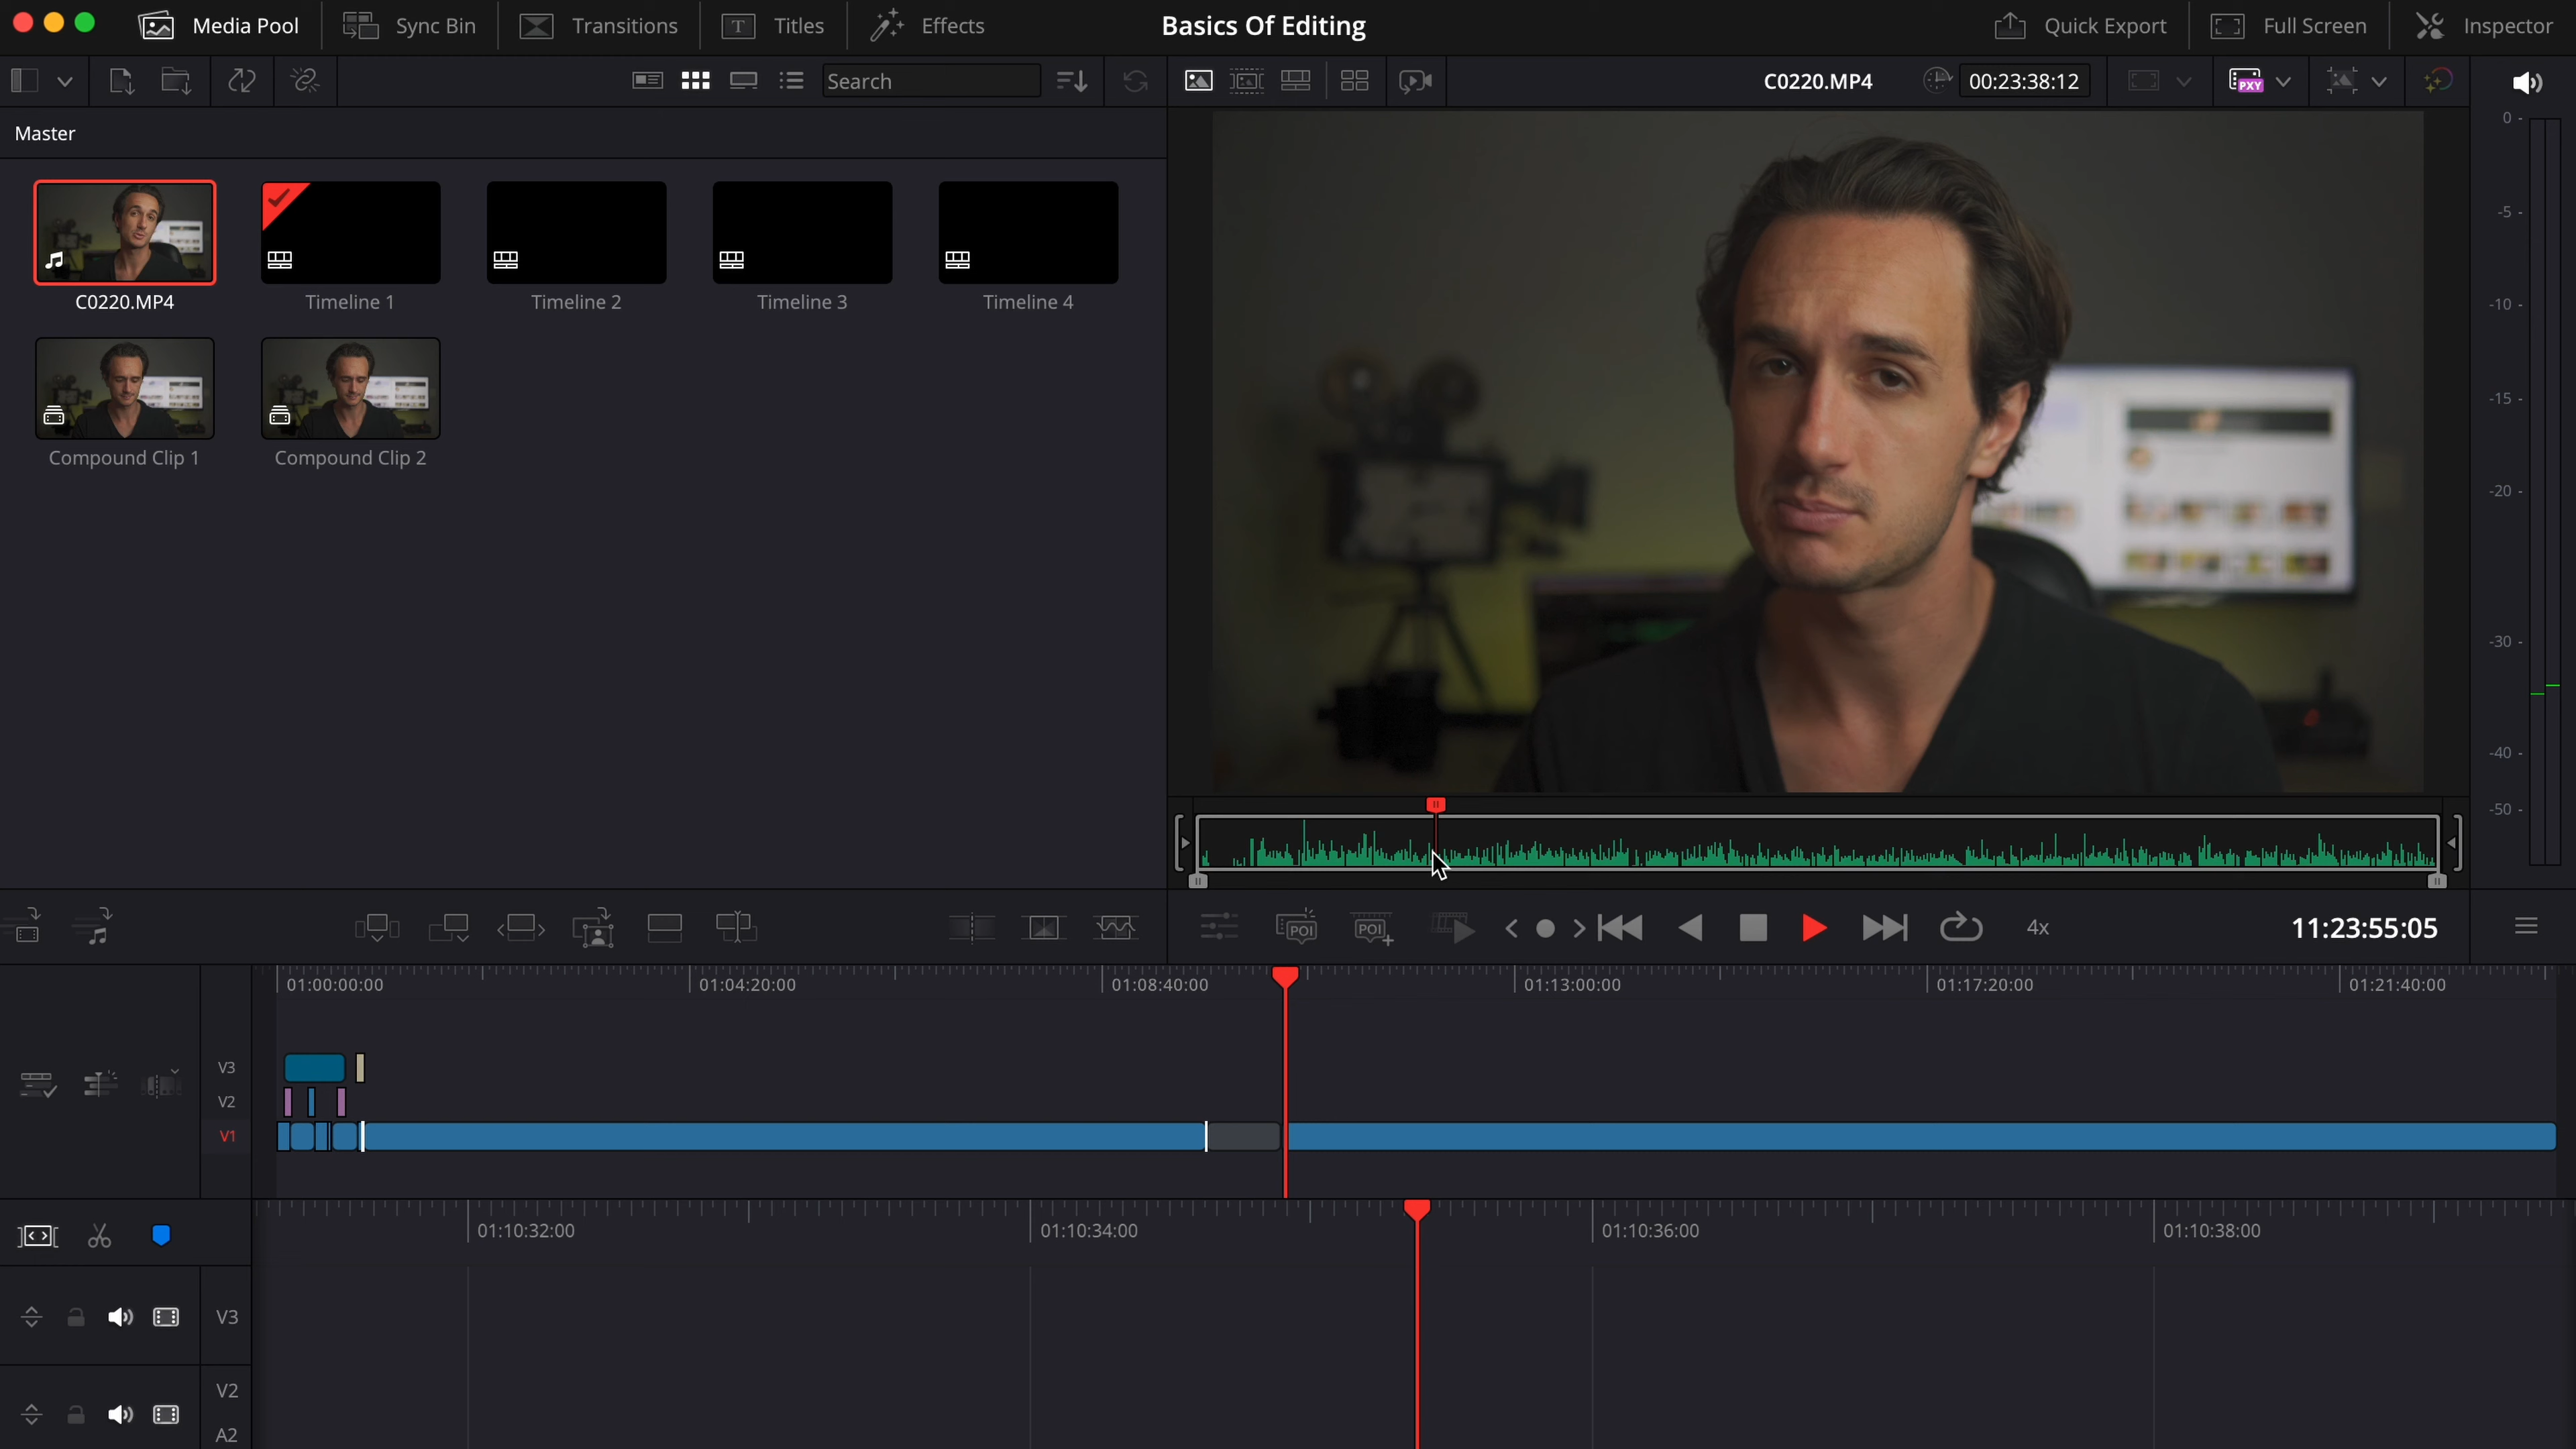 Media Pool Sync Bin Transitions T Titles Effects Basics Of Editing Quick Export Full Screen Inspector
Search C0220.MP4 00:23:38:12 PXY
Master
C0220.MP4 Timeline 1 Timeline 2 Timeline 3 Timeline 4
Compound Clip 1 Compound Clip 2
0 -
-5 -
-10 -
-15 -
-20 -
-30 -
-40 -
-50 -
POI POI 4x 11:23:55:05
01:00:00:00 01:04:20:00 01:08:40:00 01:13:00:00 01:17:20:00 01:21:40:00
V3
V2
V1
01:10:32:00 01:10:34:00 01:10:36:00 01:10:38:00
V3
V2
A2